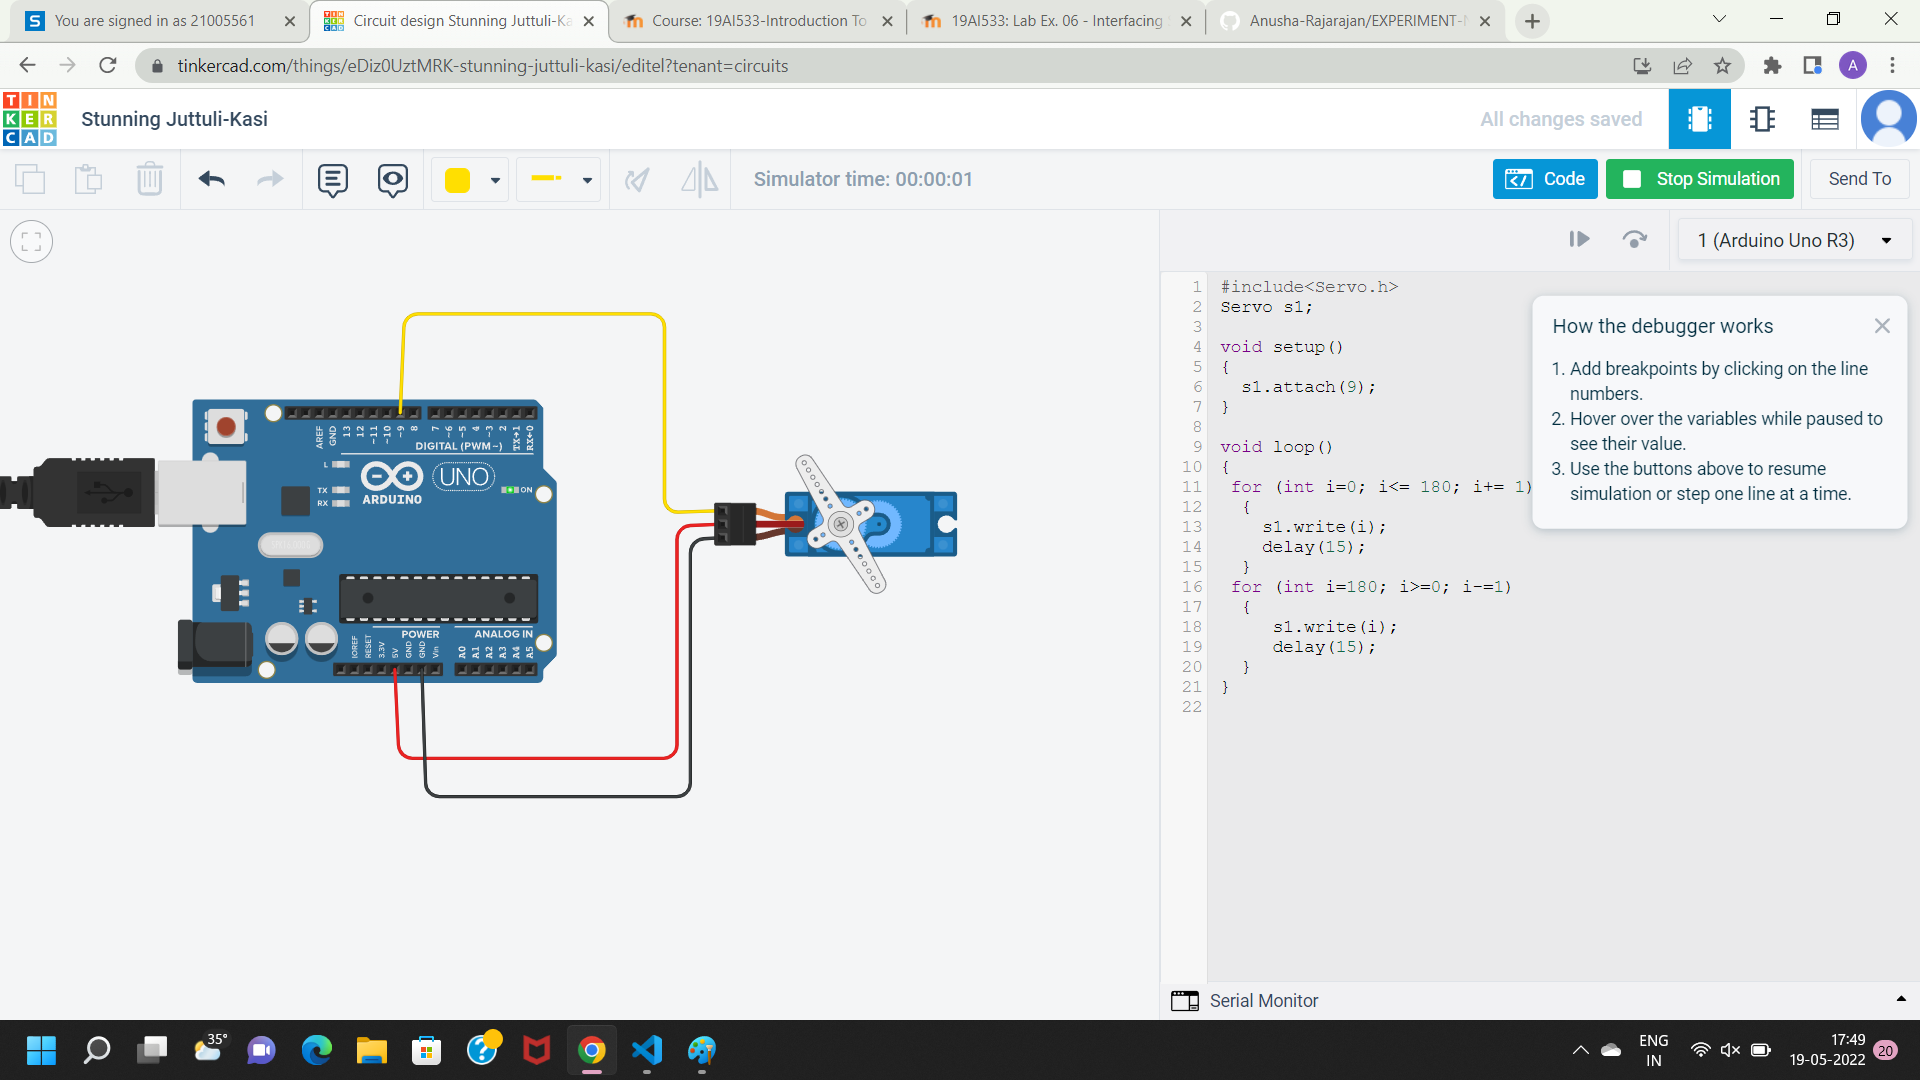 You are signed in as 21005561
Circuit design Stunning Juttuli-Ka
Course: 19AI533-Introduction To
19AI533: Lab Ex. 06 - Interfacing
Anusha-Rajarajan/EXPERIMENT-
tinkercad.com/things/eDiz0UztMRK-stunning-juttuli-kasi/editel?tenant=circuits
A
TIN
KER
CAD
Stunning Juttuli-Kasi
All changes saved
Simulator time: 00:00:01
Code
Stop Simulation
Send To
1 (Arduino Uno R3)
1 #include<Servo.h>
2 Servo s1;
3
4 void setup()
5 {
6 s1.attach(9);
7 }
8
9 void loop()
10 {
11 for (int i=0; i<= 180; i+= 1)
12 {
13 s1.write(i);
14 delay(15);
15 }
16 for (int i=180; i>=0; i-=1)
17 {
18 s1.write(i);
19 delay(15);
20 }
21 }
22
How the debugger works
1. Add breakpoints by clicking on the line
numbers.
2. Hover over the variables while paused to
see their value.
3. Use the buttons above to resume
simulation or step one line at a time.
AREF GND 13 12 ~11 ~10 ~9 8 7 ~6 ~5 4 ~3 2 TX→1 RX←0
DIGITAL (PWM~)
L
TX
RX
UNO
ON
ARDUINO
POWER
ANALOG IN
IOREF RESET 3.3V 5V GND GND Vin A0 A1 A2 A3 A4 A5
Serial Monitor
35°
ENG
IN
17:49
19-05-2022
20